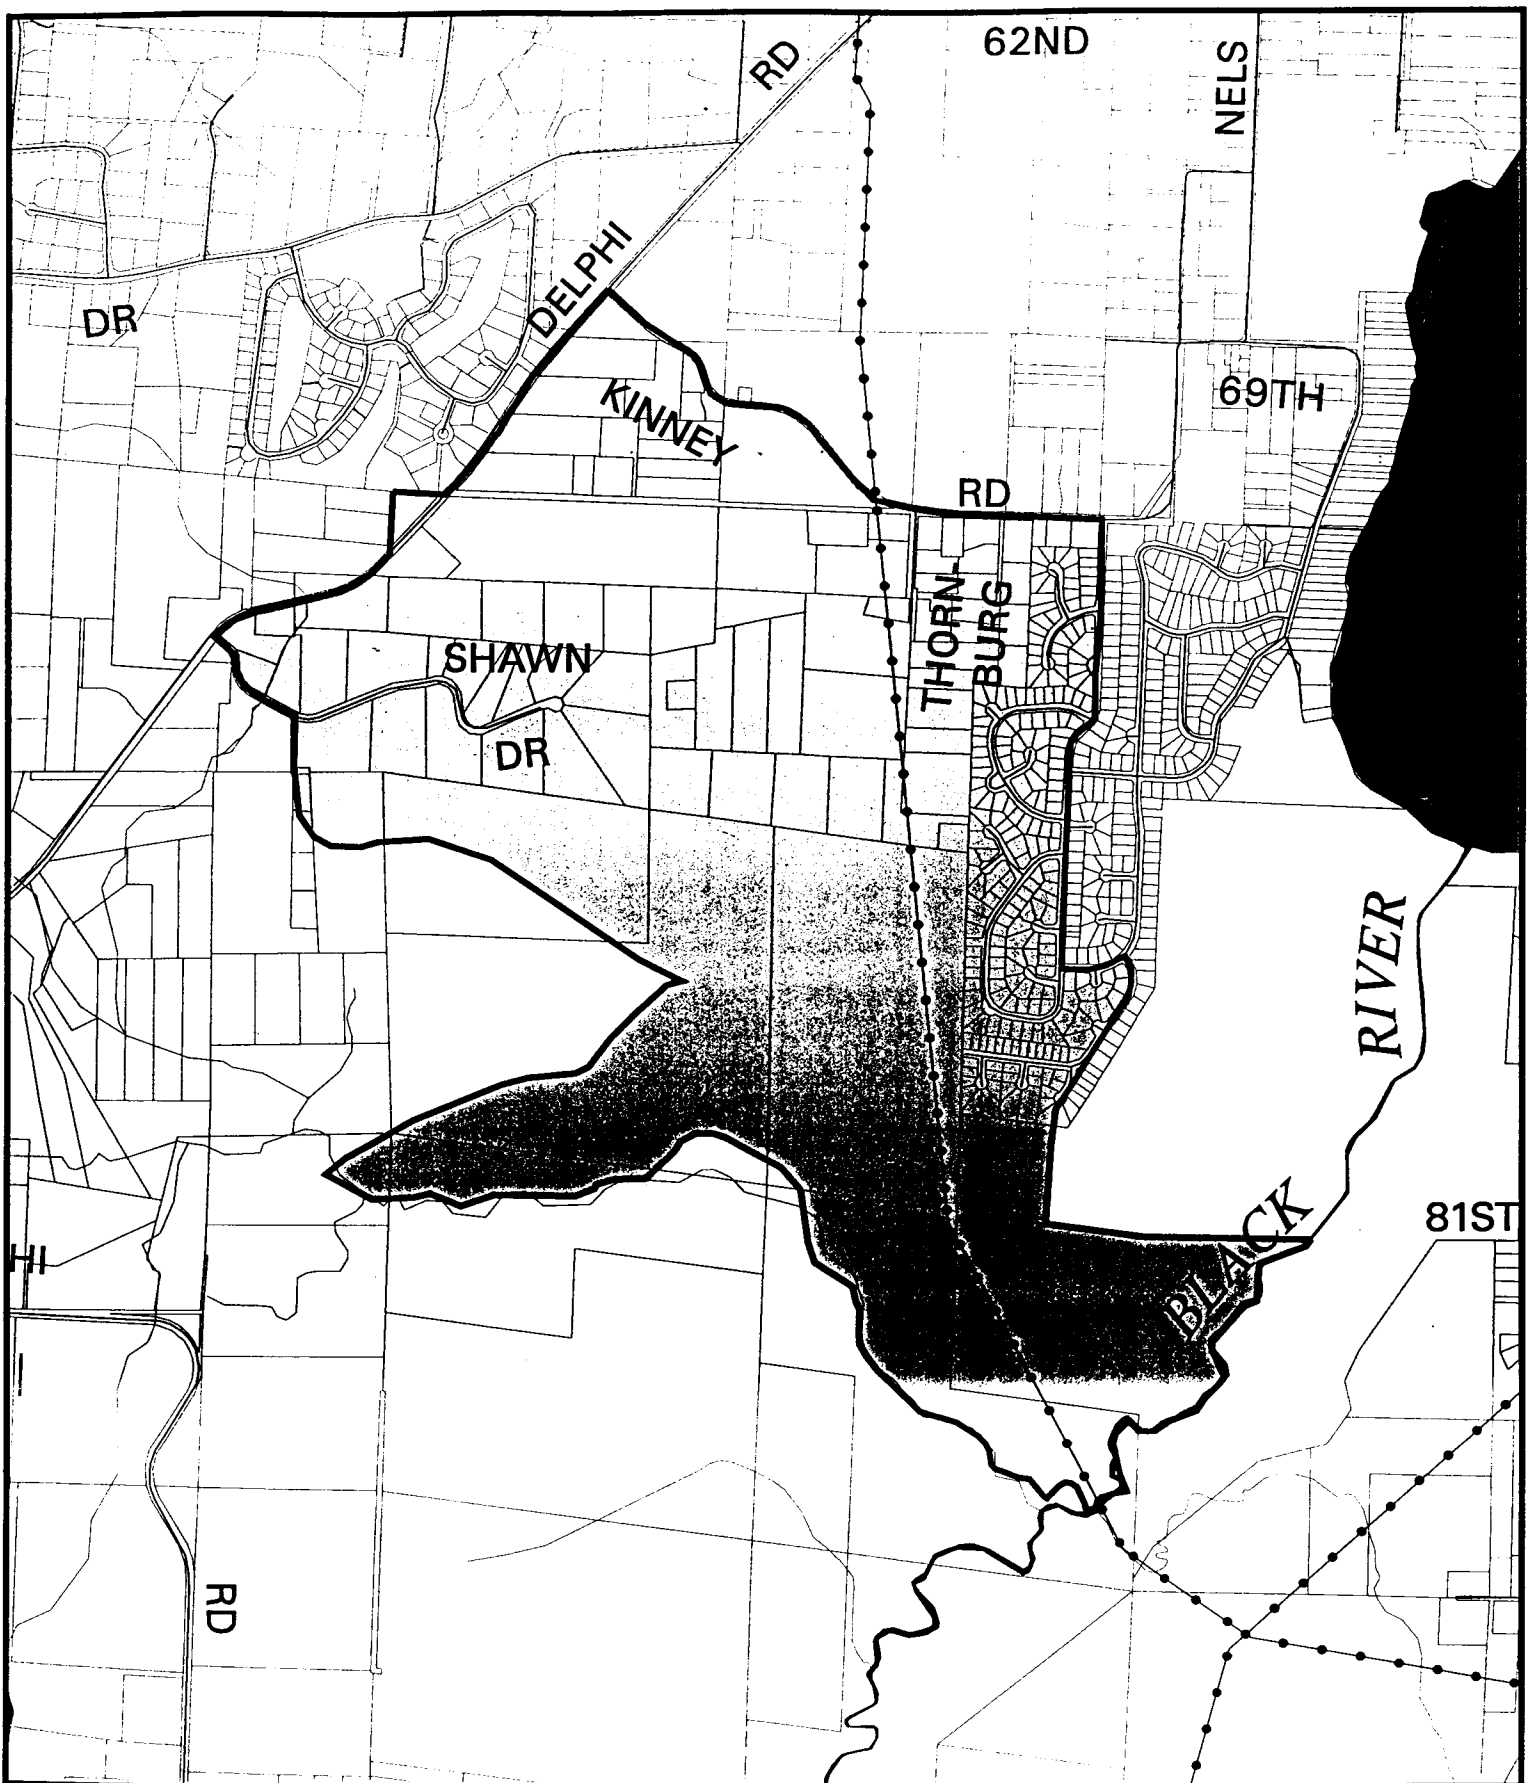 62ND
RD
NELS
DELPHI
DR
69TH
KINNEY
RD
THORN-
BURG
SHAWN
DR
RIVER
BLACK
81ST
HI
RD